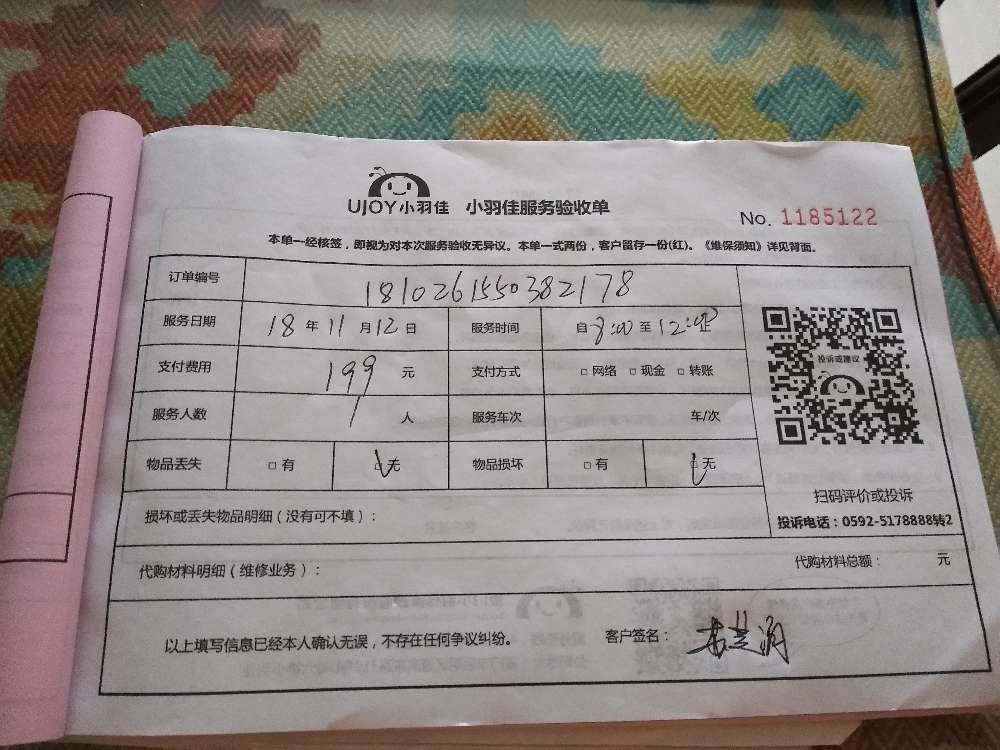 UJOY小羽佳 小羽佳服务验收单
No. 1185122
本单一经核签，即视为对本次服务验收无异议。本单一式两份，客户留存一份(红)。《维保须知》详见背面。
订单编号 1810261550382178
服务日期 18 年 11 月 12 日 服务时间 自 8:00 至 12:00 止
支付费用 199 元 支付方式 □ 网络 □ 现金 □ 转账
服务人数 1 人 服务车次 车/次
物品丢失 □ 有 □ 无 物品损坏 □ 有 □ 无
投诉或建议
扫码评价或投诉
投诉电话：0592-5178888转2
损坏或丢失物品明细（没有可不填）：
代购材料明细（维修业务）： 代购材料总额： 元
以上填写信息已经本人确认无误，不存在任何争议纠纷。 客户签名：